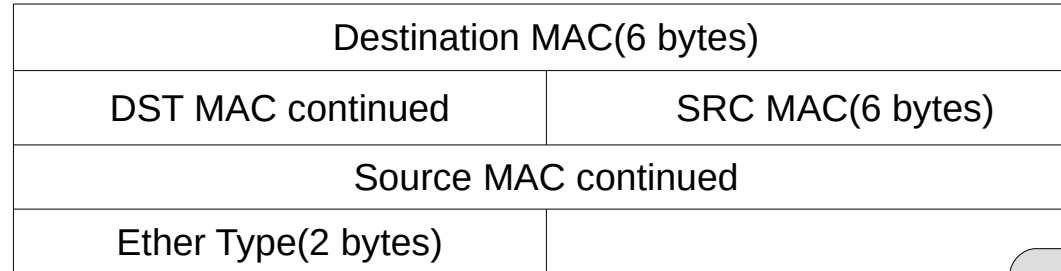 Destination MAC(6 bytes)
DST MAC continued SRC MAC(6 bytes)
Source MAC continued
Ether Type(2 bytes)